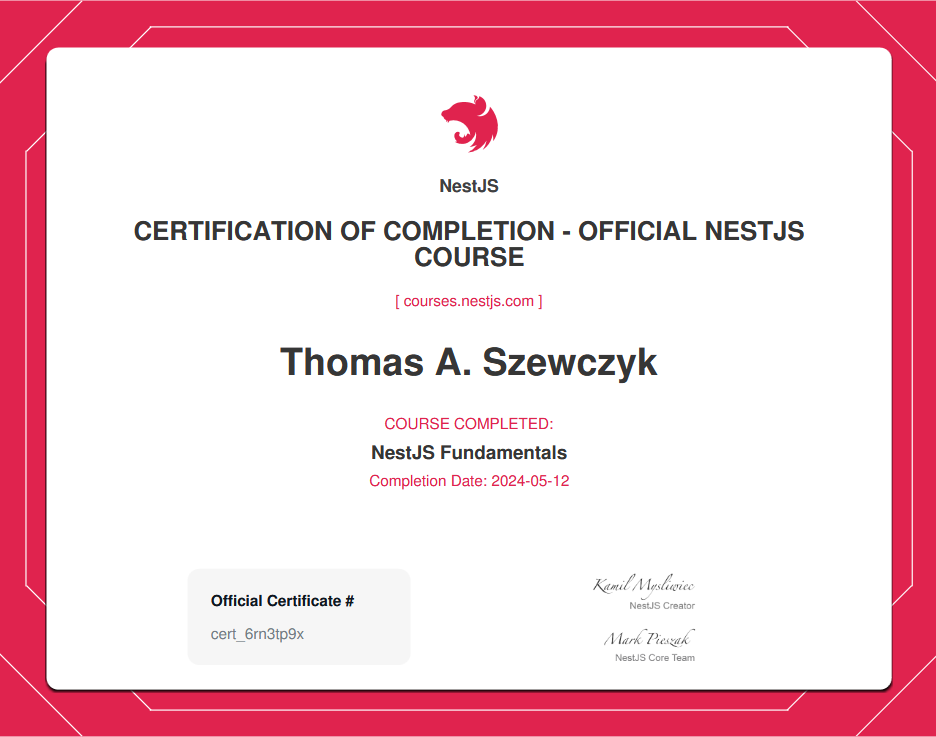 NestJS
CERTIFICATION OF COMPLETION - OFFICIAL NESTJS
COURSE
[ courses.nestjs.com ]
Thomas A. Szewczyk
COURSE COMPLETED:
NestJS Fundamentals
Completion Date: 2024-05-12
Official Certificate #
cert_6rn3tp9x
Kamil Mysliwiec
NestJS Creator
Mark Pieszak
NestJS Core Team